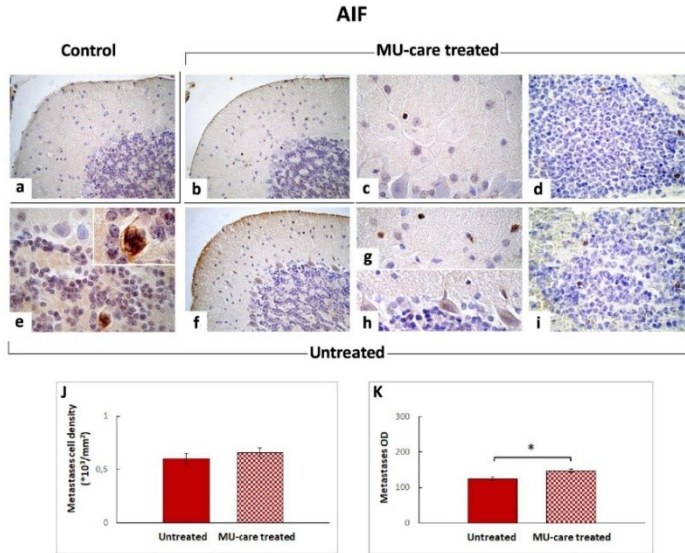 AIF
Control
MU-care treated
a
b
c
d
e
f
g
h
i
Untreated
J
Metastases cell density
(*10³/mm²)
1
0,5
0
Untreated
MU-care treated
K
Metastases OD
300
200
100
0
*
Untreated
MU-care treated